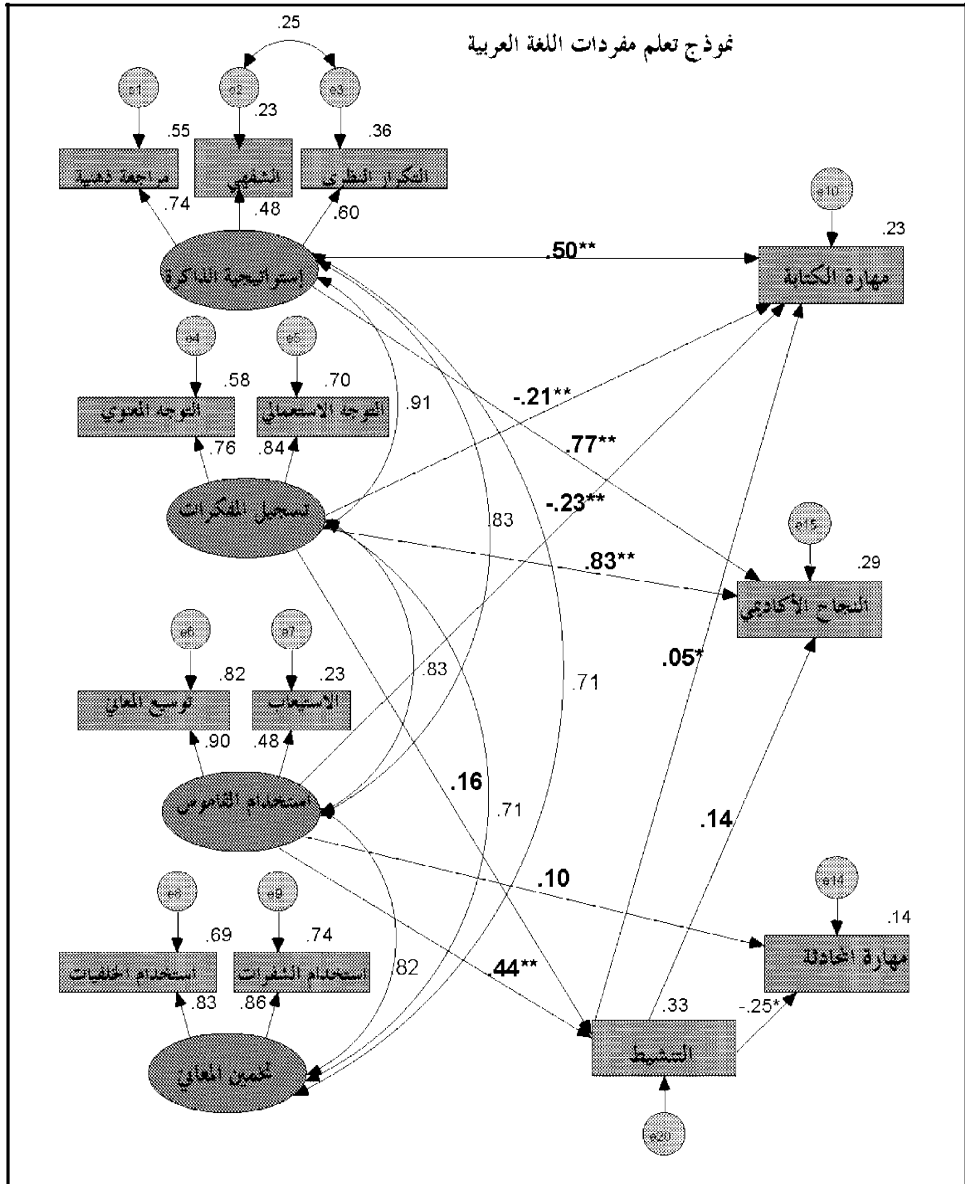 .25
نموذج تعلم مفردات اللغة العربية
e1
e2
e3
.55
.23
.36
مراجعة ذهنية
الشفهي
التكرار النظري
.74
.48
.60
e10
.23
.50**
مهارة الكتابة
إستراتيجية الذاكرة
e4
e5
.58
.70
التوجه المعنوي
التوجه الاستعمالي
.76
.84
.91
-.21**
.77**
تسجيل المفكرات
-.23**
.83
e15
.83**
.29
النجاح الأكاديمي
e6
e7
.82
.23
.83
.71
.05*
توسيع المعاني
الاستيعاب
.90
.48
استخدام القاموس
.16
.71
.14
.10
e14
.14
e8
e9
.69
.74
مهارة المحادثة
استخدام الخلفيات
استخدام الشفرات
.82
.44**
.83
.86
.33
-.25*
التنشيط
تخمين المعاني
e20